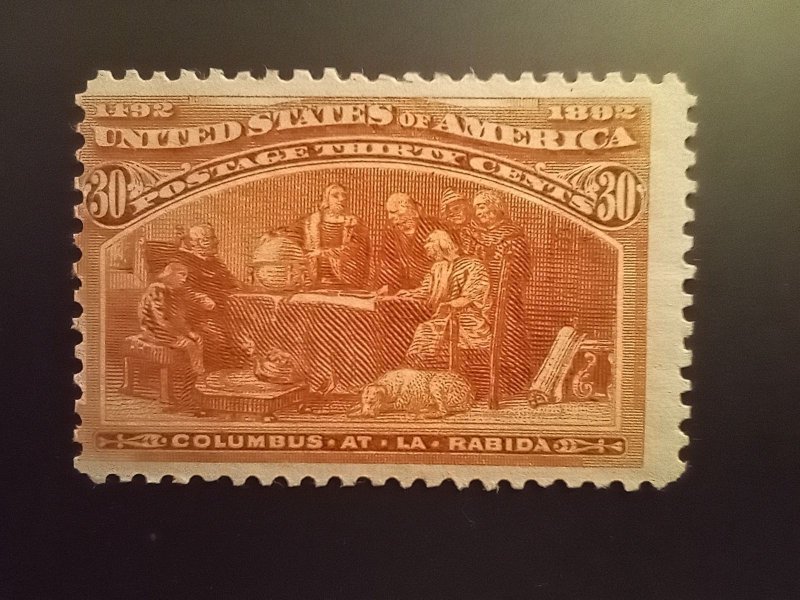 1492 1892
UNITED STATES OF AMERICA
POSTAGE THIRTY CENTS
30 30
COLUMBUS · AT · LA · RABIDA